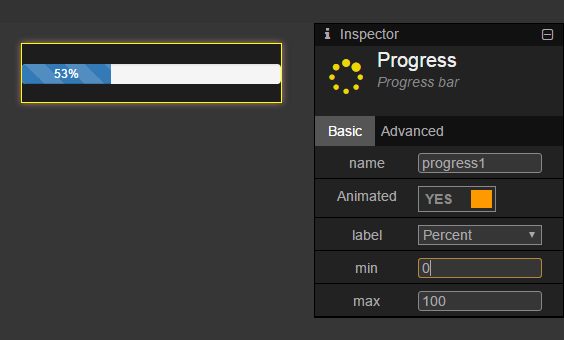 53%
Inspector
Progress
Progress bar
Basic Advanced
name progress1
Animated YES
label Percent
min 0
max 100